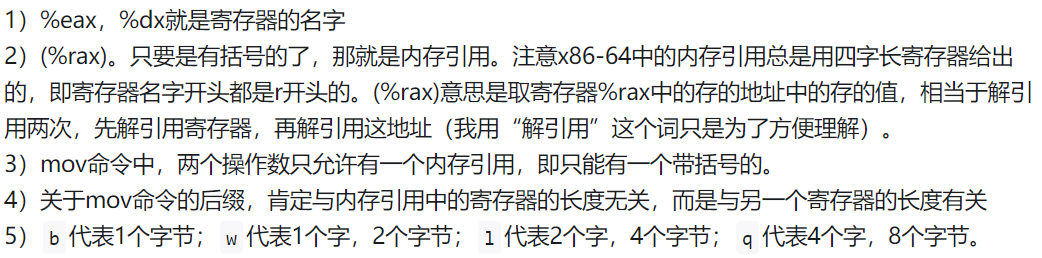 1）%eax，%dx就是寄存器的名字
2）(%rax)。只要是有括号的了，那就是内存引用。注意x86-64中的内存引用总是用四字长寄存器给出
的，即寄存器名字开头都是r开头的。(%rax)意思是取寄存器%rax中的存的地址中的存的值，相当于解引
用两次，先解引用寄存器，再解引用这地址（我用“解引用”这个词只是为了方便理解）。
3）mov命令中，两个操作数只允许有一个内存引用，即只能有一个带括号的。
4）关于mov命令的后缀，肯定与内存引用中的寄存器的长度无关，而是与另一个寄存器的长度有关
5） b 代表1个字节； w 代表1个字，2个字节； l 代表2个字，4个字节； q 代表4个字，8个字节。